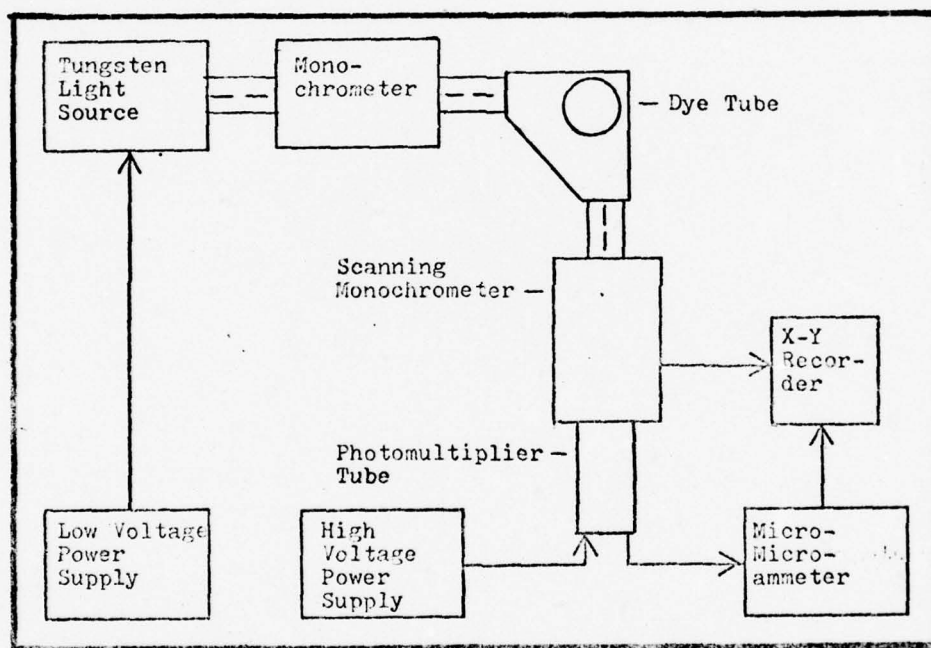 Tungsten
Light
Source
Mono-
chrometer
Dye Tube
Scanning
Monochrometer
X-Y
Recor-
der
Photomultiplier
Tube
Low Voltage
Power
Supply
High
Voltage
Power
Supply
Micro-
Micro-
ammeter